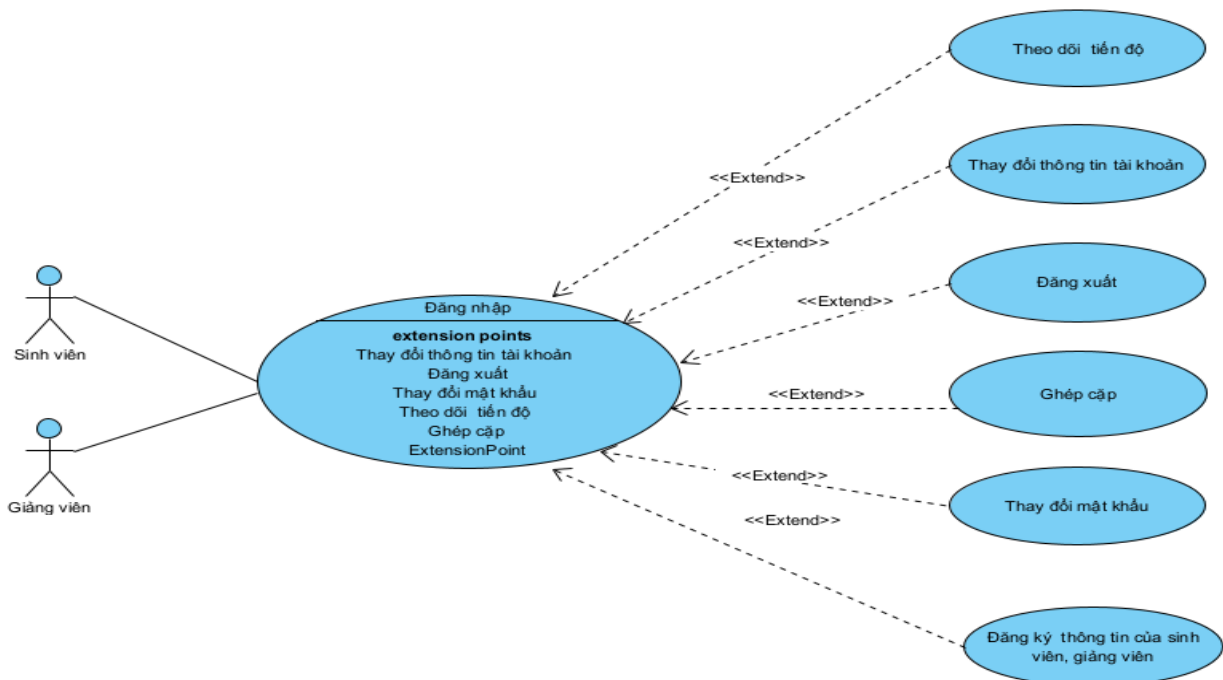 Theo dõi tiến độ
<<Extend>>
Thay đổi thông tin tài khoản
<<Extend>>
Đăng xuất
<<Extend>>
Sinh viên
Đăng nhập
extension points
Thay đổi thông tin tài khoản
Đăng xuất
Thay đổi mật khẩu
Theo dõi tiến độ
Ghép cặp
ExtensionPoint
<<Extend>>
Ghép cặp
Giảng viên
<<Extend>>
Thay đổi mật khẩu
<<Extend>>
Đăng ký thông tin của sinh
viên, giảng viên